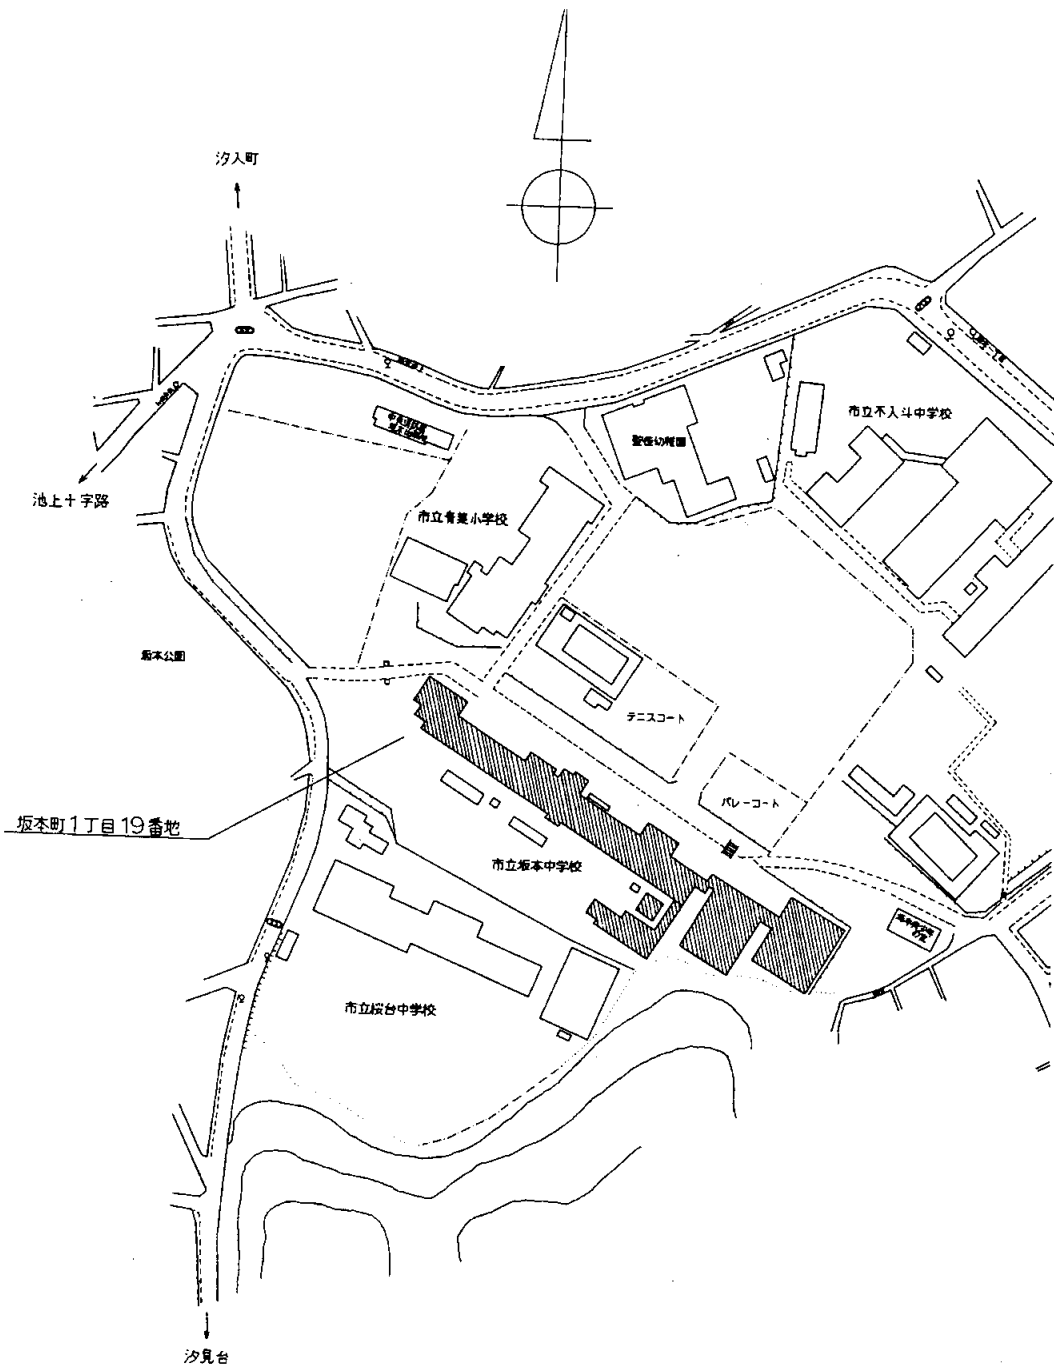 汐入町
池上十字路
市立不入斗中学校
聖佳幼稚園
市立青葉小学校
坂本公園
テニスコート
バレーコート
坂本町1丁目19番地
市立坂本中学校
市立桜台中学校
汐見台